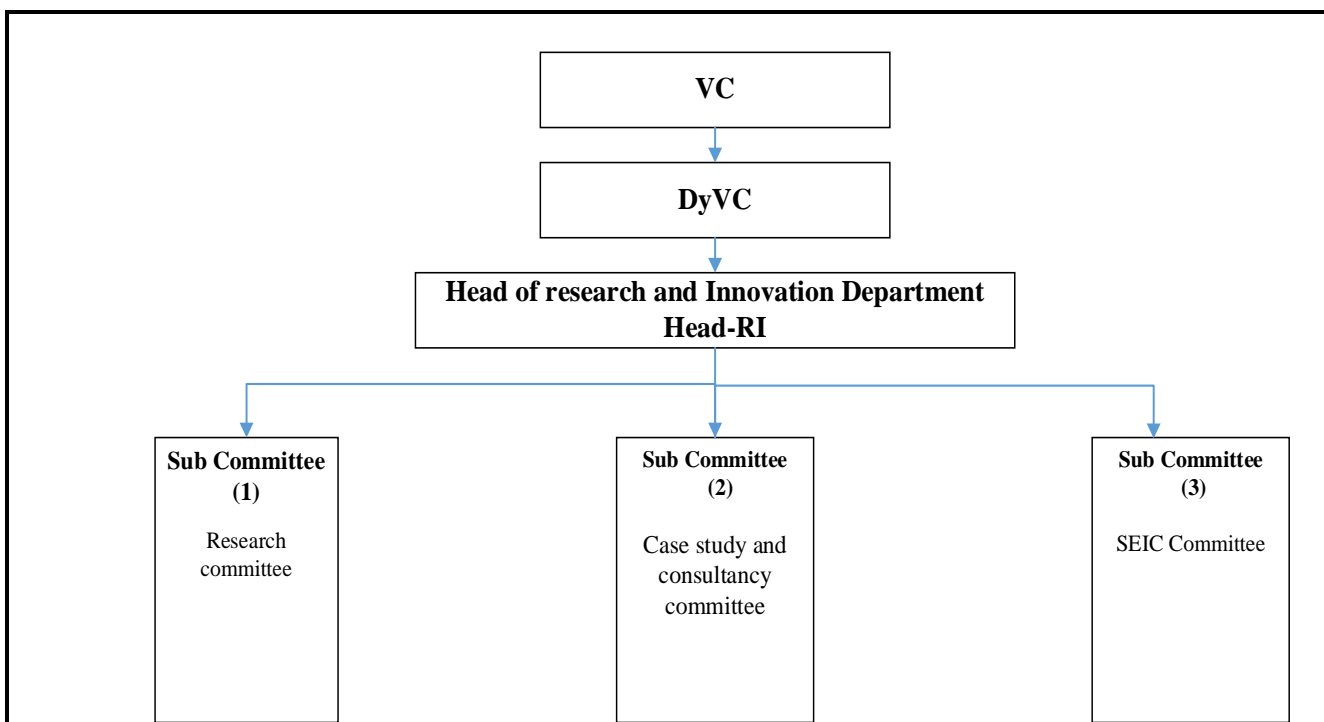 VC
DyVC
Head of research and Innovation Department
Head-RI
Sub Committee
(1)
Research
committee
Sub Committee
(2)
Case study and
consultancy
committee
Sub Committee
(3)
SEIC Committee